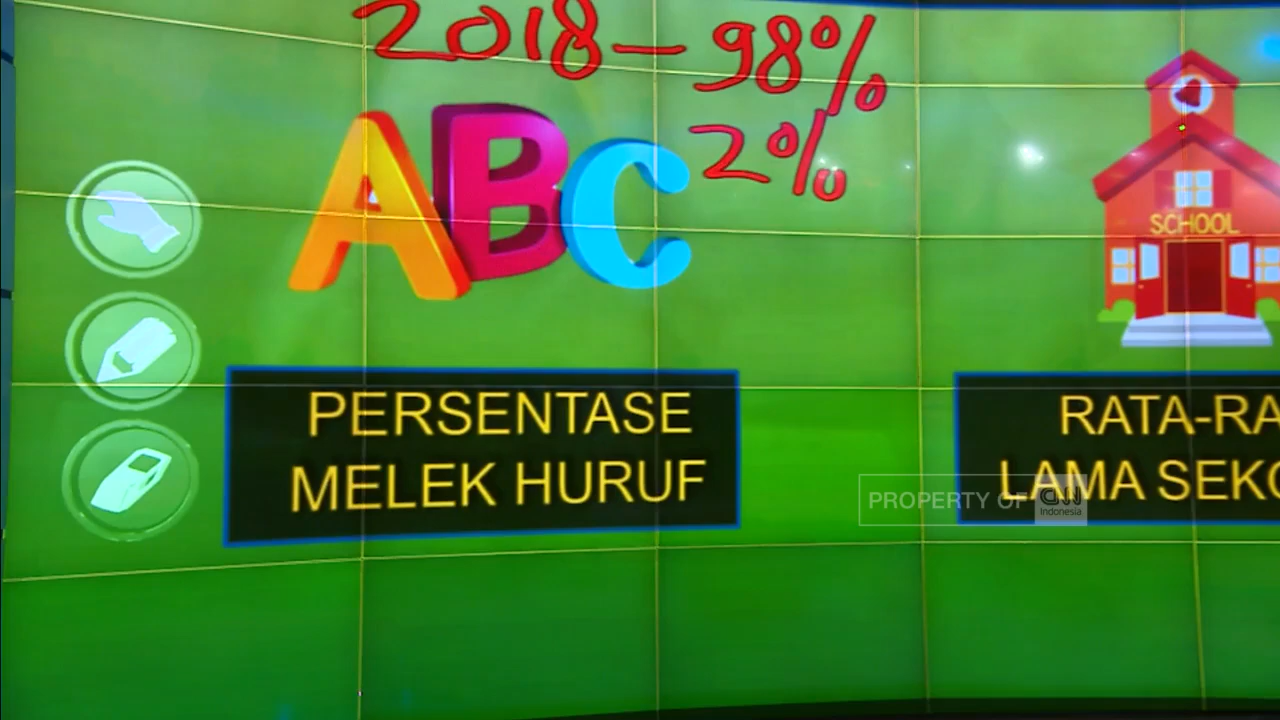 2018 – 98%
2%
ABC
SCHOOL
PERSENTASE
MELEK HURUF
RATA-RA
LAMA SEKO
PROPERTY OF CNN Indonesia